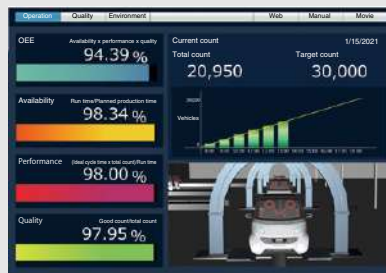 Operation Quality Environment Web Manual Movie
OEE Availability x performance x quality
94.39 %
Availability Run time/Planned production time
98.34 %
Performance (Ideal cycle time x total count)/Run time
98.00 %
Quality Good count/total count
97.95 %
Current count 1/15/2021
Total count Target count
20,950 30,000
Vehicles